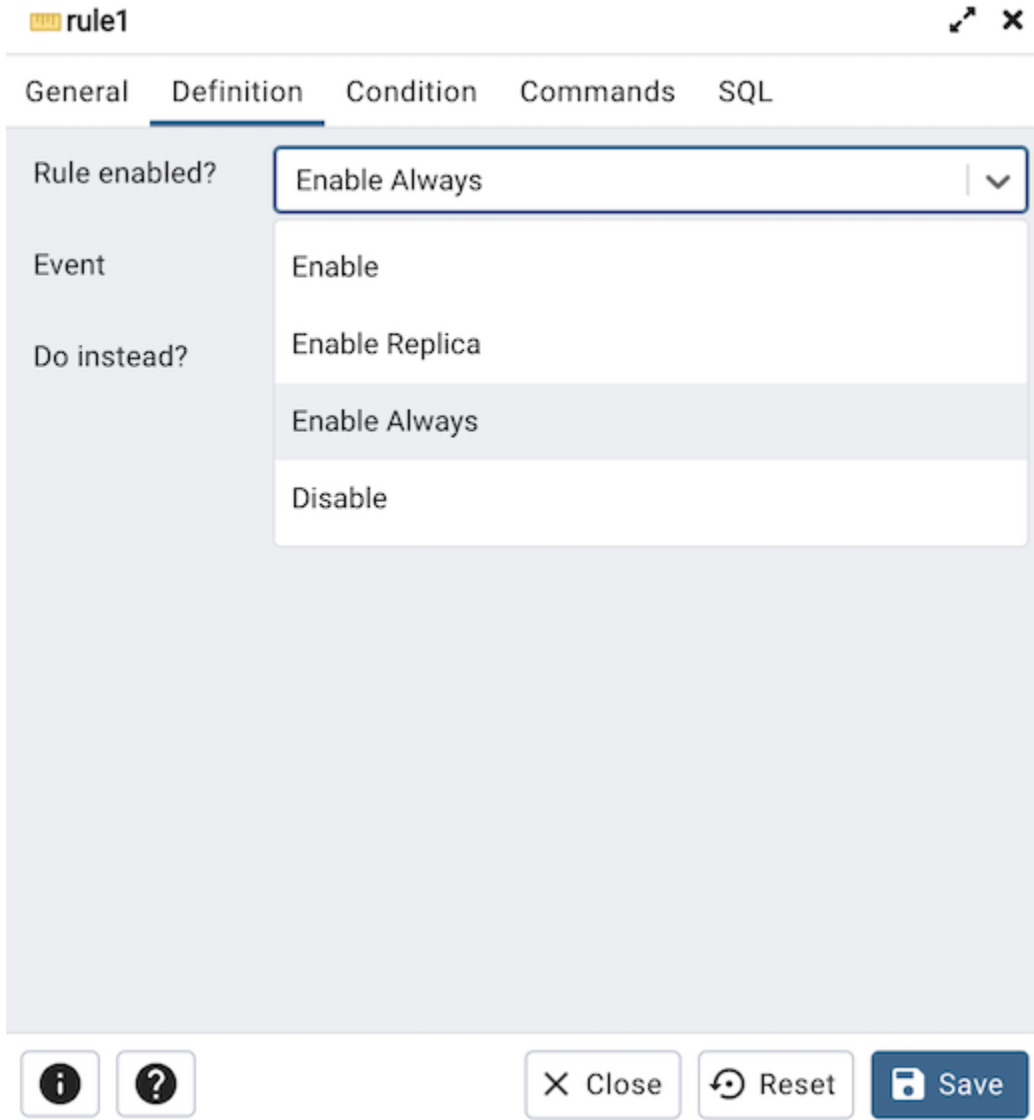 rule1
General Definition Condition Commands SQL
Rule enabled? Enable Always
Event Enable
Enable Replica
Do instead?
Enable Always
Disable
Close Reset Save